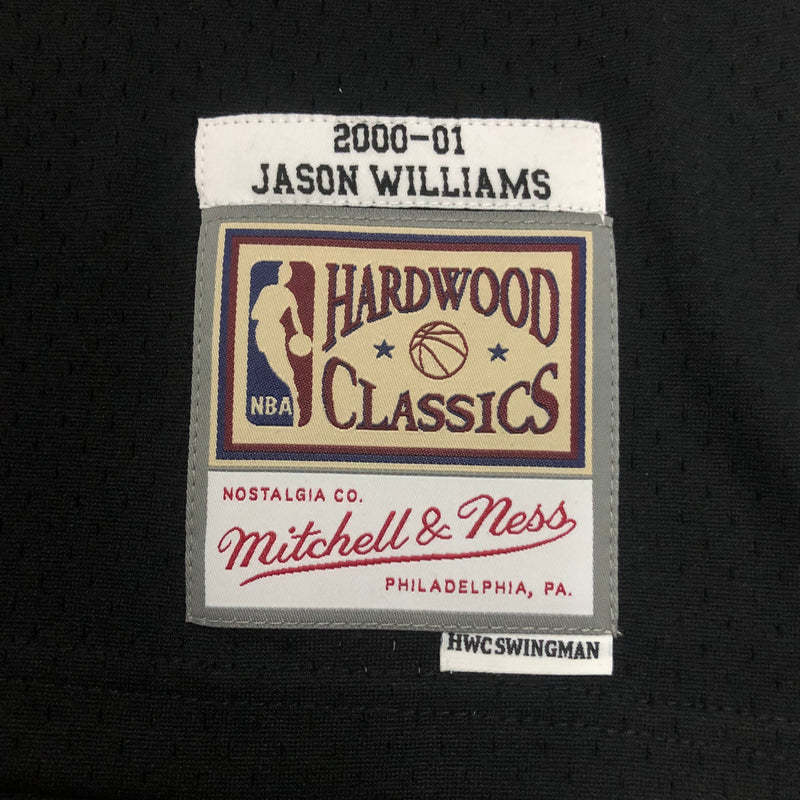 2000-01
JASON WILLIAMS
HARDWOOD
CLASSICS
NBA
NOSTALGIA CO.
Mitchell & Ness
PHILADELPHIA, PA.
HWC SWINGMAN